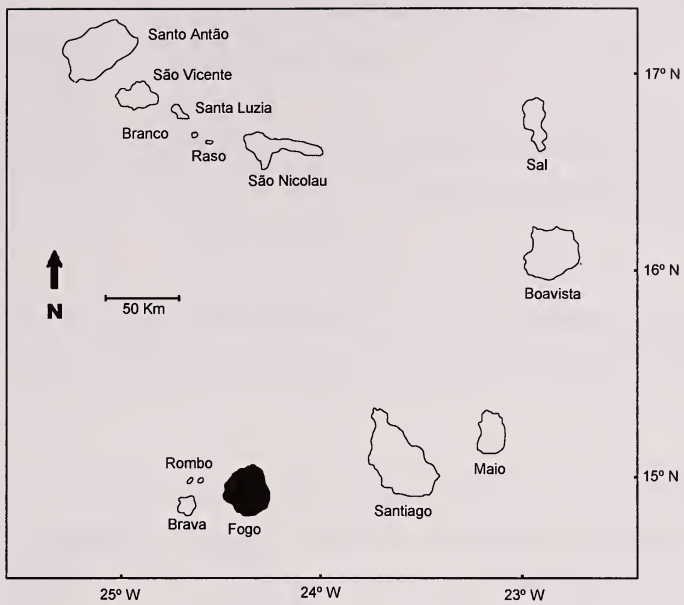 Santo Antão
São Vicente
17º N
Santa Luzia
Branco
Raso
Sal
São Nicolau
16º N
Boavista
N
50 Km
Rombo
15º N
Maio
Santiago
Brava
Fogo
25º W
24º W
23º W